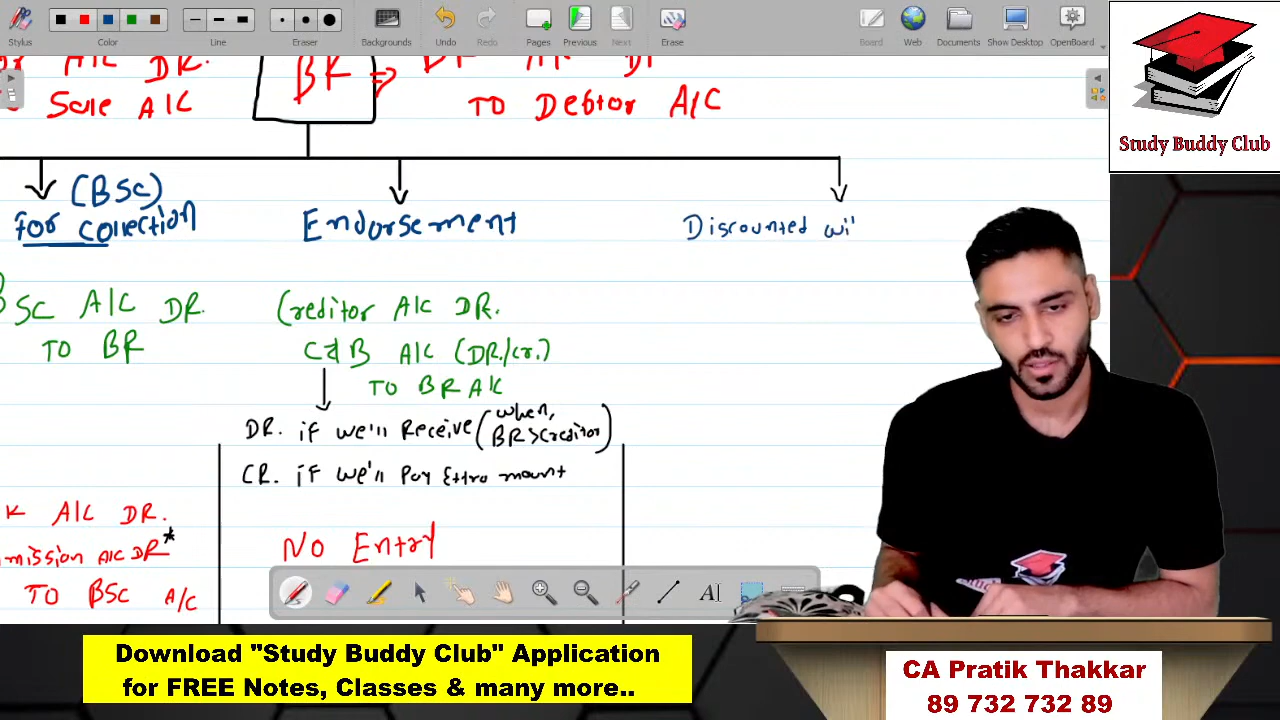 Stylus
Color
Line
Eraser
Backgrounds
Undo
Redo
Pages
Previous
Next
Erase
Board
Web
Documents
Show Desktop
OpenBoard
Study Buddy Club
A/C DR.
BR
Sale A/C
TO Debtor A/C
(BSC)
for collection
Endorsement
Discounted wi
SC A/C DR.
TO BR
Creditor A/C DR.
C&B A/C (DR./Cr.)
TO BR A/C
DR. if we'll Receive (when, BR > Creditor)
CR. if we'll Pay Extra mount
K A/C DR.
mission A/C DR*
TO BSC A/C
NO Entry
Download "Study Buddy Club" Application
for FREE Notes, Classes & many more..
CA Pratik Thakkar
89 732 732 89